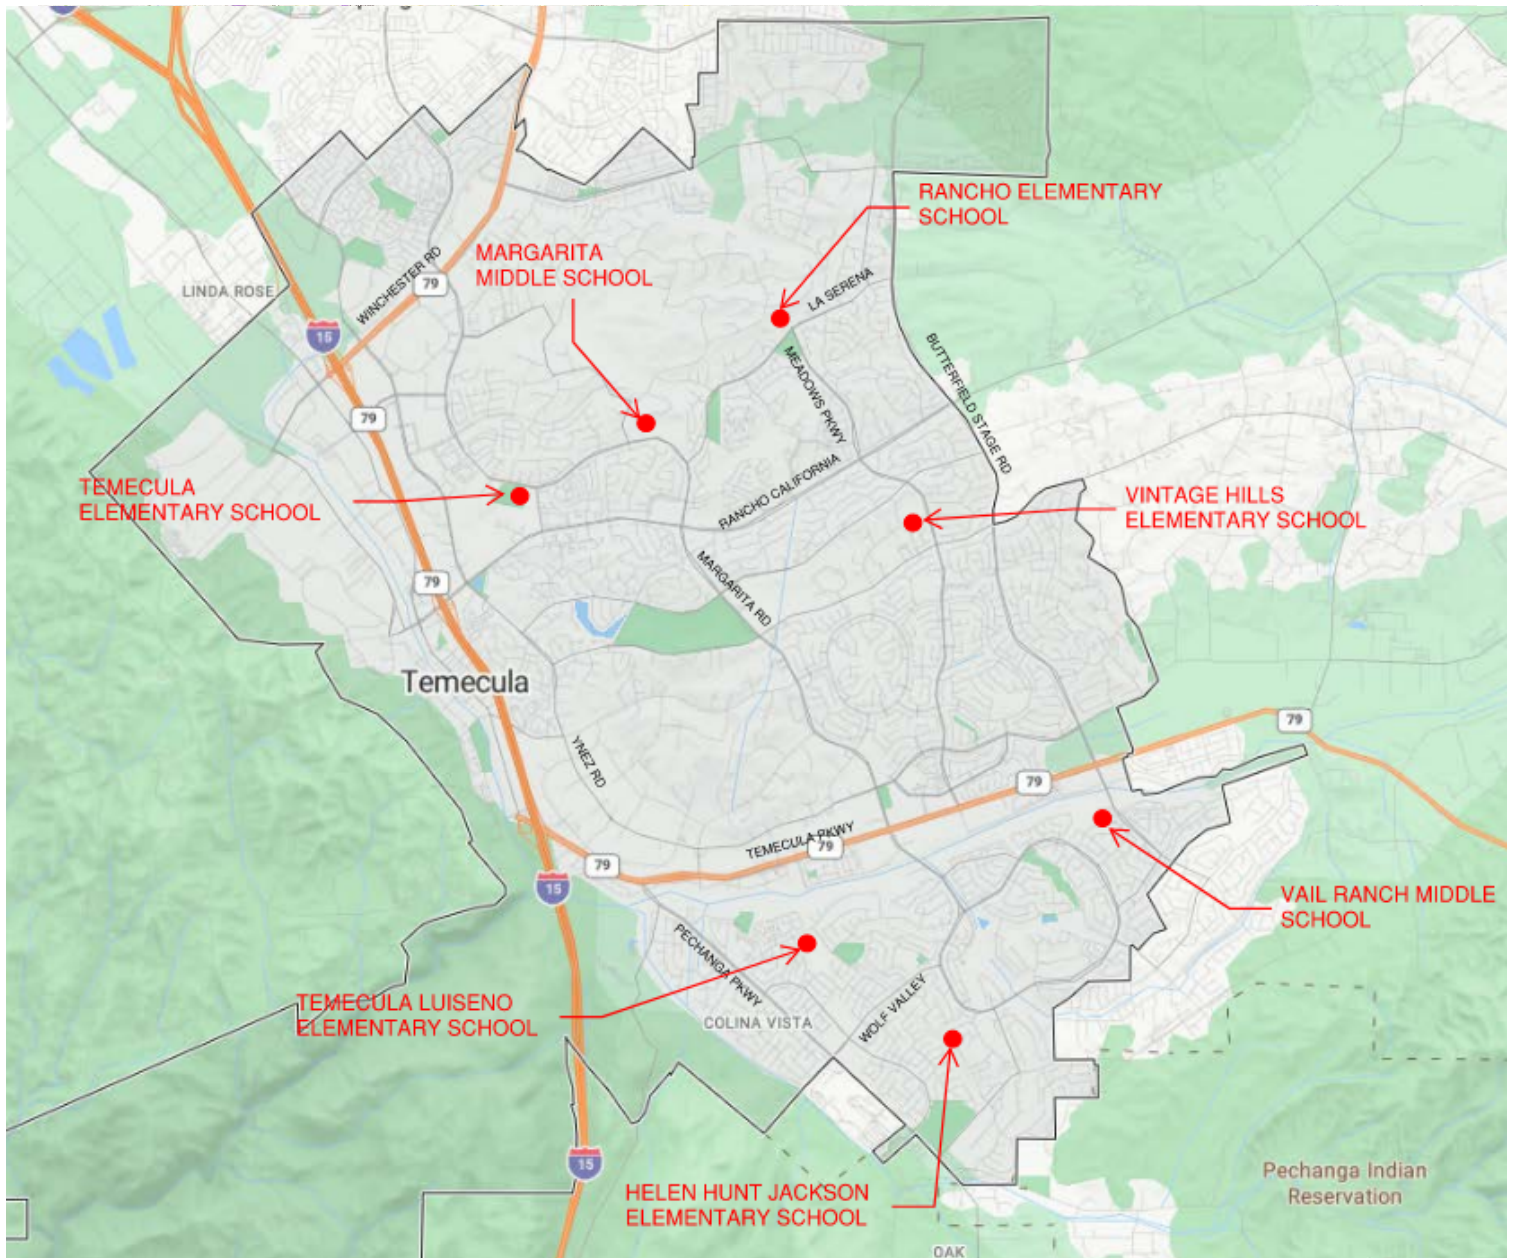 RANCHO ELEMENTARY
SCHOOL
MARGARITA
MIDDLE SCHOOL
WINCHESTER RD
79
LINDA ROSE
LA SERENA
15
MEADOWS PKWY
BUTTERFIELD STAGE RD
79
RANCHO CALIFORNIA
TEMECULA
ELEMENTARY SCHOOL
VINTAGE HILLS
ELEMENTARY SCHOOL
79
MARGARITA RD
Temecula
79
YNEZ RD
79
TEMECULA PKWY
79
79
15
VAIL RANCH MIDDLE
SCHOOL
PECHANGA PKWY
TEMECULA LUISENO
ELEMENTARY SCHOOL
WOLF VALLEY
COLINA VISTA
15
Pechanga Indian
Reservation
HELEN HUNT JACKSON
ELEMENTARY SCHOOL
OAK